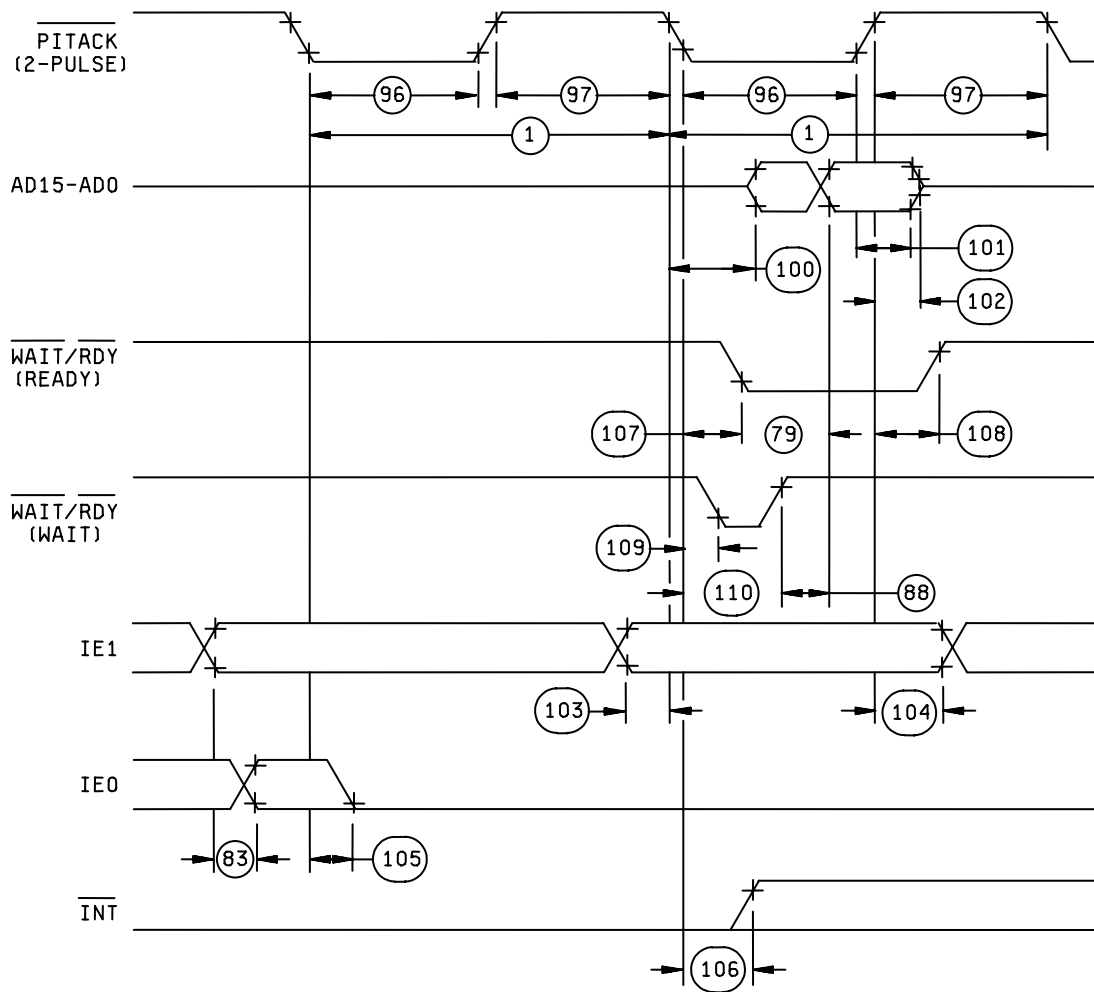 PITACK
(2-PULSE)
96
97
96
97
1
1
AD15-AD0
101
100
102
WAIT/RDY
(READY)
107
79
108
WAIT/RDY
(WAIT)
109
110
88
IE1
103
104
IE0
83
105
INT
106